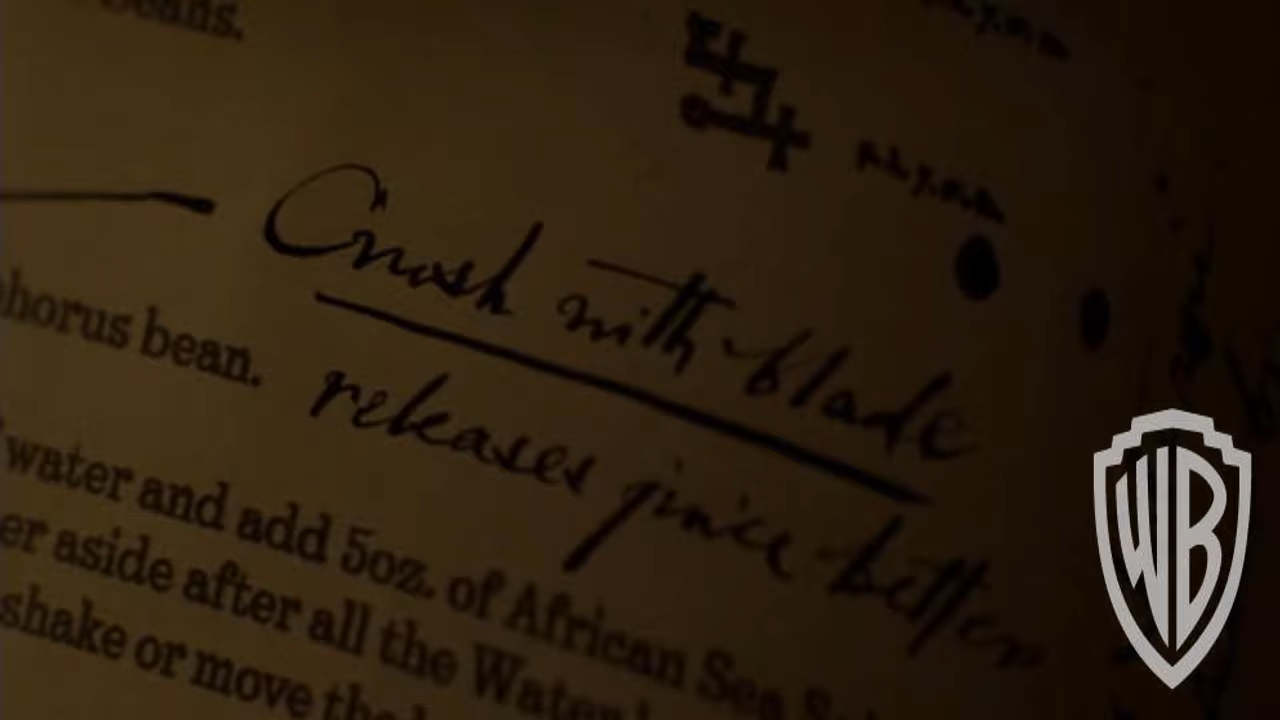 beans.
Crush with blade
phorus bean.
releases juice better
water and add 5oz. of African Sea
er aside after all the Water
shake or move the
WB